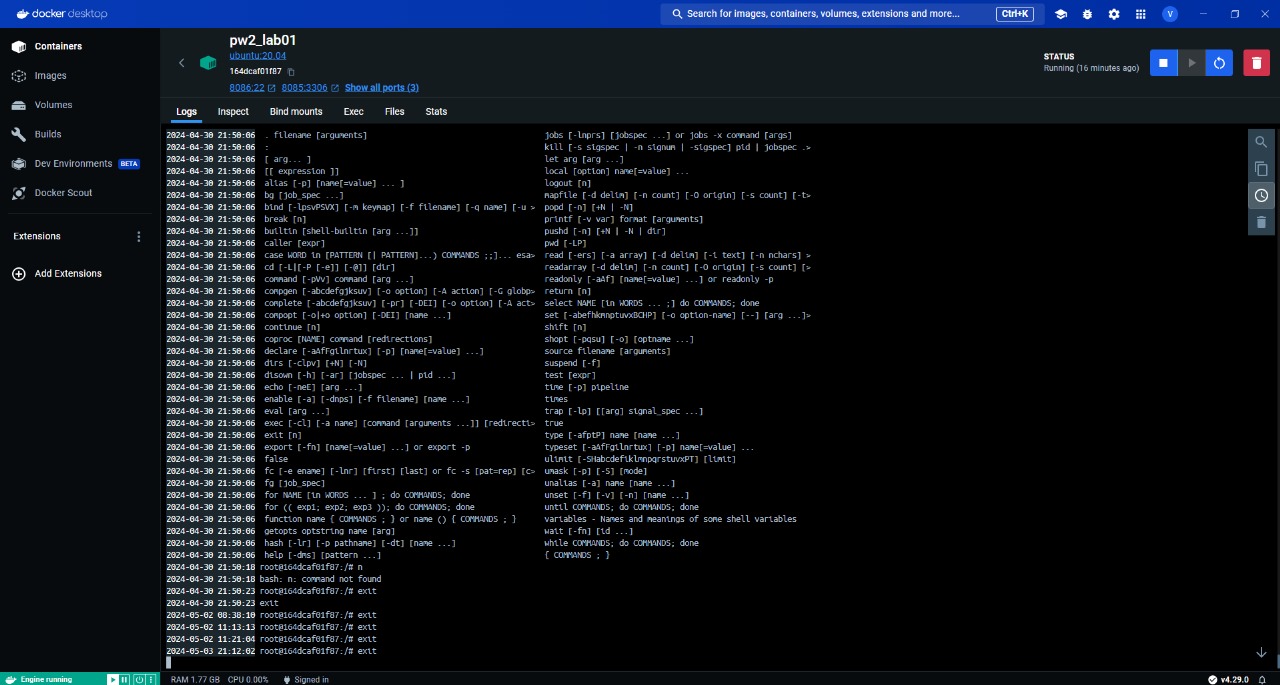 docker desktop
Search for images, containers, volumes, extensions and more... Ctrl+K
V
Containers
Images
Volumes
Builds
Dev Environments BETA
Docker Scout
Extensions
Add Extensions
pw2_lab01
ubuntu:20.04
164dcaf01f87
8086:22 8085:3306 Show all ports (3)
STATUS
Running (16 minutes ago)
Logs Inspect Bind mounts Exec Files Stats
2024-04-30 21:50:06 . filename [arguments] jobs [-lnprs] [jobspec ...] or jobs -x command [args]
2024-04-30 21:50:06 : kill [-s sigspec | -n signum | -sigspec] pid | jobspec .>
2024-04-30 21:50:06 [ arg... ] let arg [arg ...]
2024-04-30 21:50:06 [[ expression ]] local [option] name[=value] ...
2024-04-30 21:50:06 alias [-p] [name[=value] ... ] logout [n]
2024-04-30 21:50:06 bg [job_spec ...] mapfile [-d delim] [-n count] [-O origin] [-s count] [-t>
2024-04-30 21:50:06 bind [-lpsvPSVX] [-m keymap] [-f filename] [-q name] [-u > popd [-n] [+N | -N]
2024-04-30 21:50:06 break [n] printf [-v var] format [arguments]
2024-04-30 21:50:06 builtin [shell-builtin [arg ...]] pushd [-n] [+N | -N | dir]
2024-04-30 21:50:06 caller [expr] pwd [-LP]
2024-04-30 21:50:06 case WORD in [PATTERN [| PATTERN]...) COMMANDS ;;]... esa> read [-ers] [-a array] [-d delim] [-i text] [-n nchars] >
2024-04-30 21:50:06 cd [-L|[-P [-e]] [-@]] [dir] readarray [-d delim] [-n count] [-O origin] [-s count] [>
2024-04-30 21:50:06 command [-pVv] command [arg ...] readonly [-aAf] [name[=value] ...] or readonly -p
2024-04-30 21:50:06 compgen [-abcdefgjksuv] [-o option] [-A action] [-G globp> return [n]
2024-04-30 21:50:06 complete [-abcdefgjksuv] [-pr] [-DEI] [-o option] [-A act> select NAME [in WORDS ... ;] do COMMANDS; done
2024-04-30 21:50:06 compopt [-o|+o option] [-DEI] [name ...] set [-abefhkmnptuvxBCHP] [-o option-name] [--] [arg ...]>
2024-04-30 21:50:06 continue [n] shift [n]
2024-04-30 21:50:06 coproc [NAME] command [redirections] shopt [-pqsu] [-o] [optname ...]
2024-04-30 21:50:06 declare [-aAfFgilnrtux] [-p] [name[=value] ...] source filename [arguments]
2024-04-30 21:50:06 dirs [-clpv] [+N] [-N] suspend [-f]
2024-04-30 21:50:06 disown [-h] [-ar] [jobspec ... | pid ...] test [expr]
2024-04-30 21:50:06 echo [-neE] [arg ...] time [-p] pipeline
2024-04-30 21:50:06 enable [-a] [-dnps] [-f filename] [name ...] times
2024-04-30 21:50:06 eval [arg ...] trap [-lp] [[arg] signal_spec ...]
2024-04-30 21:50:06 exec [-cl] [-a name] [command [arguments ...]] [redirecti> true
2024-04-30 21:50:06 exit [n] type [-afptP] name [name ...]
2024-04-30 21:50:06 export [-fn] [name[=value] ...] or export -p typeset [-aAfFgilnrtux] [-p] name[=value] ...
2024-04-30 21:50:06 false ulimit [-SHabcdefiklmnpqrstuvxPT] [limit]
2024-04-30 21:50:06 fc [-e ename] [-lnr] [first] [last] or fc -s [pat=rep] [c> umask [-p] [-S] [mode]
2024-04-30 21:50:06 fg [job_spec] unalias [-a] name [name ...]
2024-04-30 21:50:06 for NAME [in WORDS ... ] ; do COMMANDS; done unset [-f] [-v] [-n] [name ...]
2024-04-30 21:50:06 for (( exp1; exp2; exp3 )); do COMMANDS; done until COMMANDS; do COMMANDS; done
2024-04-30 21:50:06 function name { COMMANDS ; } or name () { COMMANDS ; } variables - Names and meanings of some shell variables
2024-04-30 21:50:06 getopts optstring name [arg] wait [-fn] [id ...]
2024-04-30 21:50:06 hash [-lr] [-p pathname] [-dt] [name ...] while COMMANDS; do COMMANDS; done
2024-04-30 21:50:06 help [-dms] [pattern ...] { COMMANDS ; }
2024-04-30 21:50:18 root@164dcaf01f87:/# n
2024-04-30 21:50:18 bash: n: command not found
2024-04-30 21:50:23 root@164dcaf01f87:/# exit
2024-04-30 21:50:23 exit
2024-05-02 08:38:10 root@164dcaf01f87:/# exit
2024-05-02 11:13:13 root@164dcaf01f87:/# exit
2024-05-02 11:21:04 root@164dcaf01f87:/# exit
2024-05-03 21:12:02 root@164dcaf01f87:/# exit
Engine running RAM 1.77 GB CPU 0.00% Signed in v4.29.0